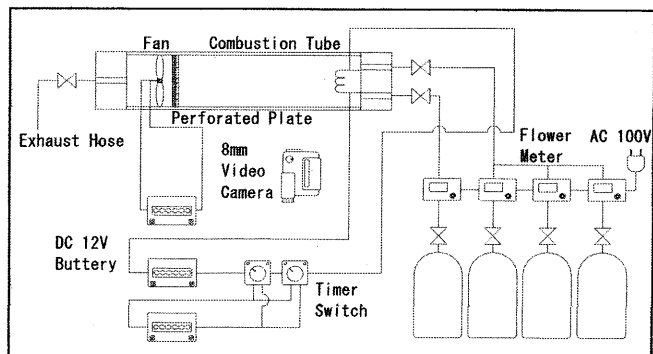 Fan
Combustion Tube
Perforated Plate
Exhaust Hose
8mm
Video
Camera
Flower
Meter
AC 100V
DC 12V
Buttery
Timer
Switch